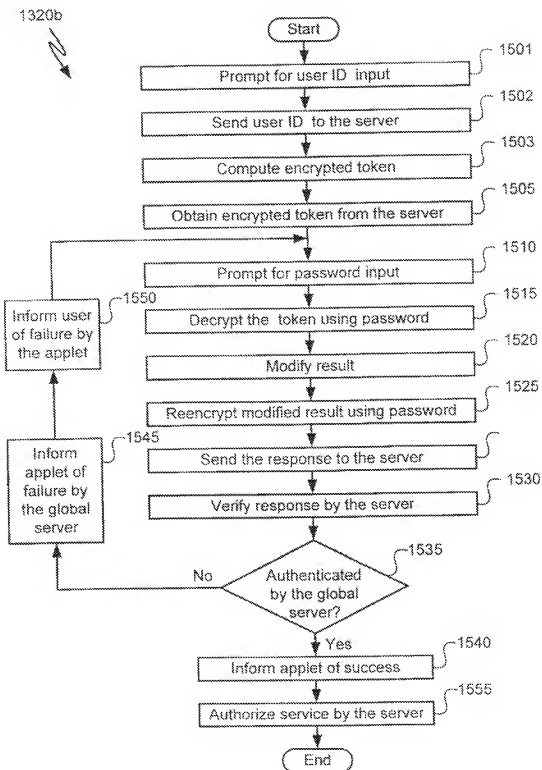 1320b
Start
1501
Prompt for user ID input
1502
Send user ID to the server
1503
Compute encrypted token
1505
Obtain encrypted token from the server
1510
Prompt for password input
1515
Decrypt the token using password
1520
Modify result
1525
Reencrypt modified result using password
Send the response to the server
1530
Verify response by the server
1535
Authenticated
by the global
server?
No
Yes
1545
Inform
applet of
failure by
the global
server
1550
Inform user
of failure by
the applet
1540
Inform applet of success
1555
Authorize service by the server
End